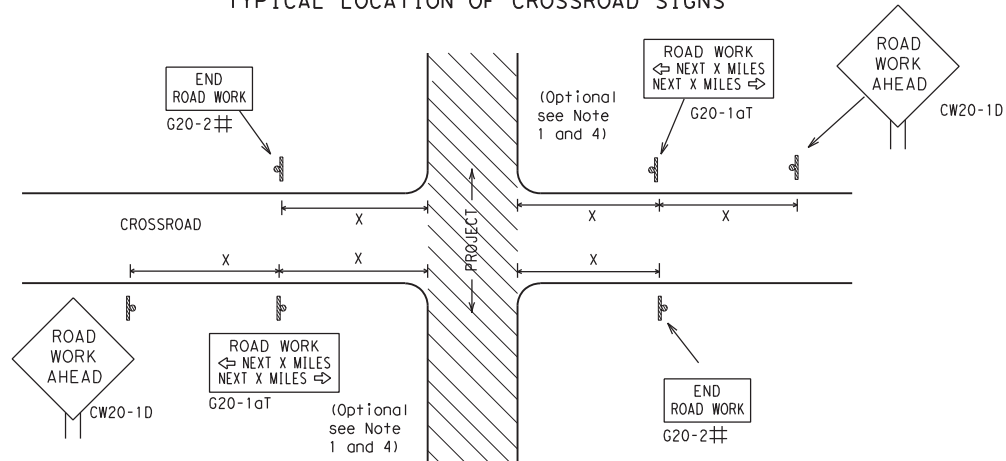 TYPICAL LOCATION OF CROSSROAD SIGNS
END
ROAD WORK
G20-2#
ROAD WORK
⇦ NEXT X MILES
NEXT X MILES ⇨
G20-1aT
(Optional
see Note
1 and 4)
ROAD
WORK
AHEAD
CW20-1D
X
X
X
CROSSROAD
PROJECT
X
X
X
ROAD
WORK
AHEAD
CW20-1D
ROAD WORK
⇦ NEXT X MILES
NEXT X MILES ⇨
G20-1aT
(Optional
see Note
1 and 4)
END
ROAD WORK
G20-2#